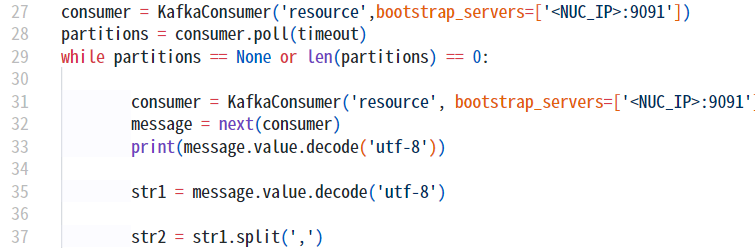 27 consumer = KafkaConsumer('resource',bootstrap_servers=['<NUC_IP>:9091'])
28 partitions = consumer.poll(timeout)
29 while partitions == None or len(partitions) == 0:
30
31 consumer = KafkaConsumer('resource', bootstrap_servers=['<NUC_IP>:9091']
32 message = next(consumer)
33 print(message.value.decode('utf-8'))
34
35 str1 = message.value.decode('utf-8')
36
37 str2 = str1.split(',')